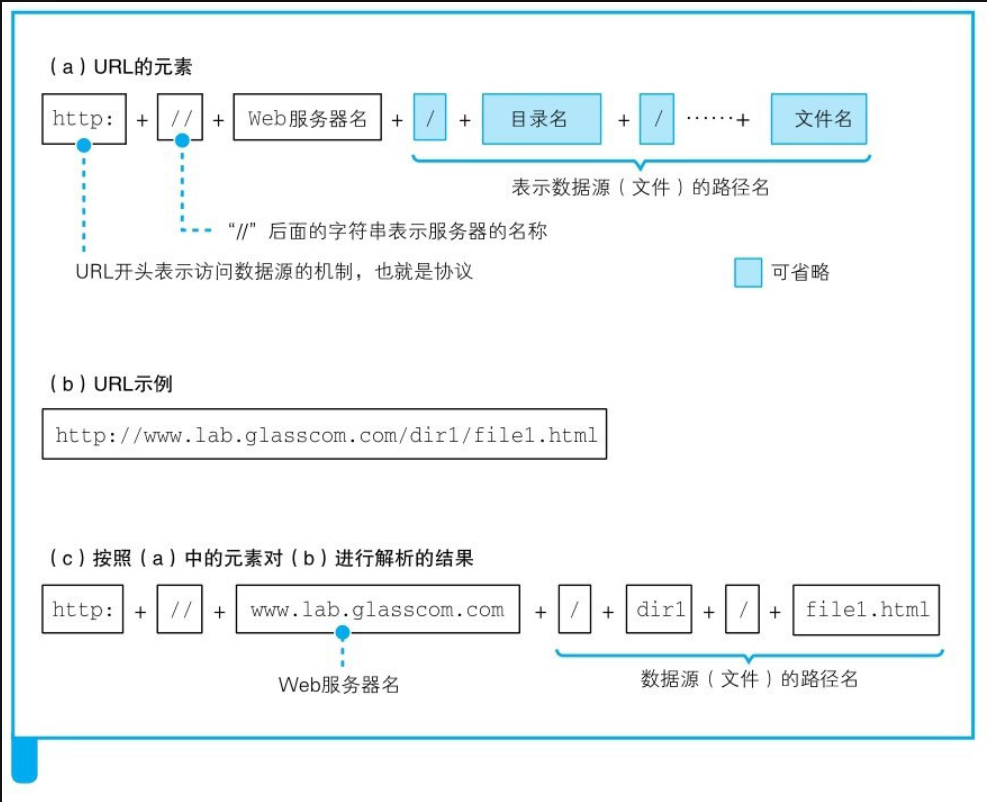 （a）URL的元素
http: + // + Web服务器名 + / + 目录名 + / ……+ 文件名
表示数据源（文件）的路径名
“//”后面的字符串表示服务器的名称
URL开头表示访问数据源的机制，也就是协议
可省略
（b）URL示例
http://www.lab.glasscom.com/dir1/file1.html
（c）按照（a）中的元素对（b）进行解析的结果
http: + // + www.lab.glasscom.com + / + dir1 + / + file1.html
Web服务器名
数据源（文件）的路径名